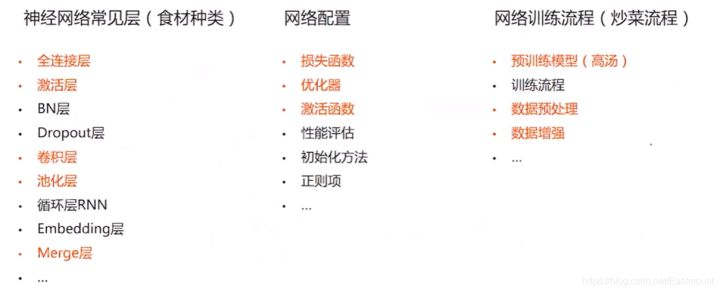 神经网络常见层（食材种类）
• 全连接层
• 激活层
• BN层
• Dropout层
• 卷积层
• 池化层
• 循环层RNN
• Embedding层
• Merge层
• ...
网络配置
• 损失函数
• 优化器
• 激活函数
• 性能评估
• 初始化方法
• 正则项
• ...
网络训练流程（炒菜流程）
• 预训练模型（高汤）
• 训练流程
• 数据预处理
• 数据增强
• ...
https://blog.csdn.net/Eastmount